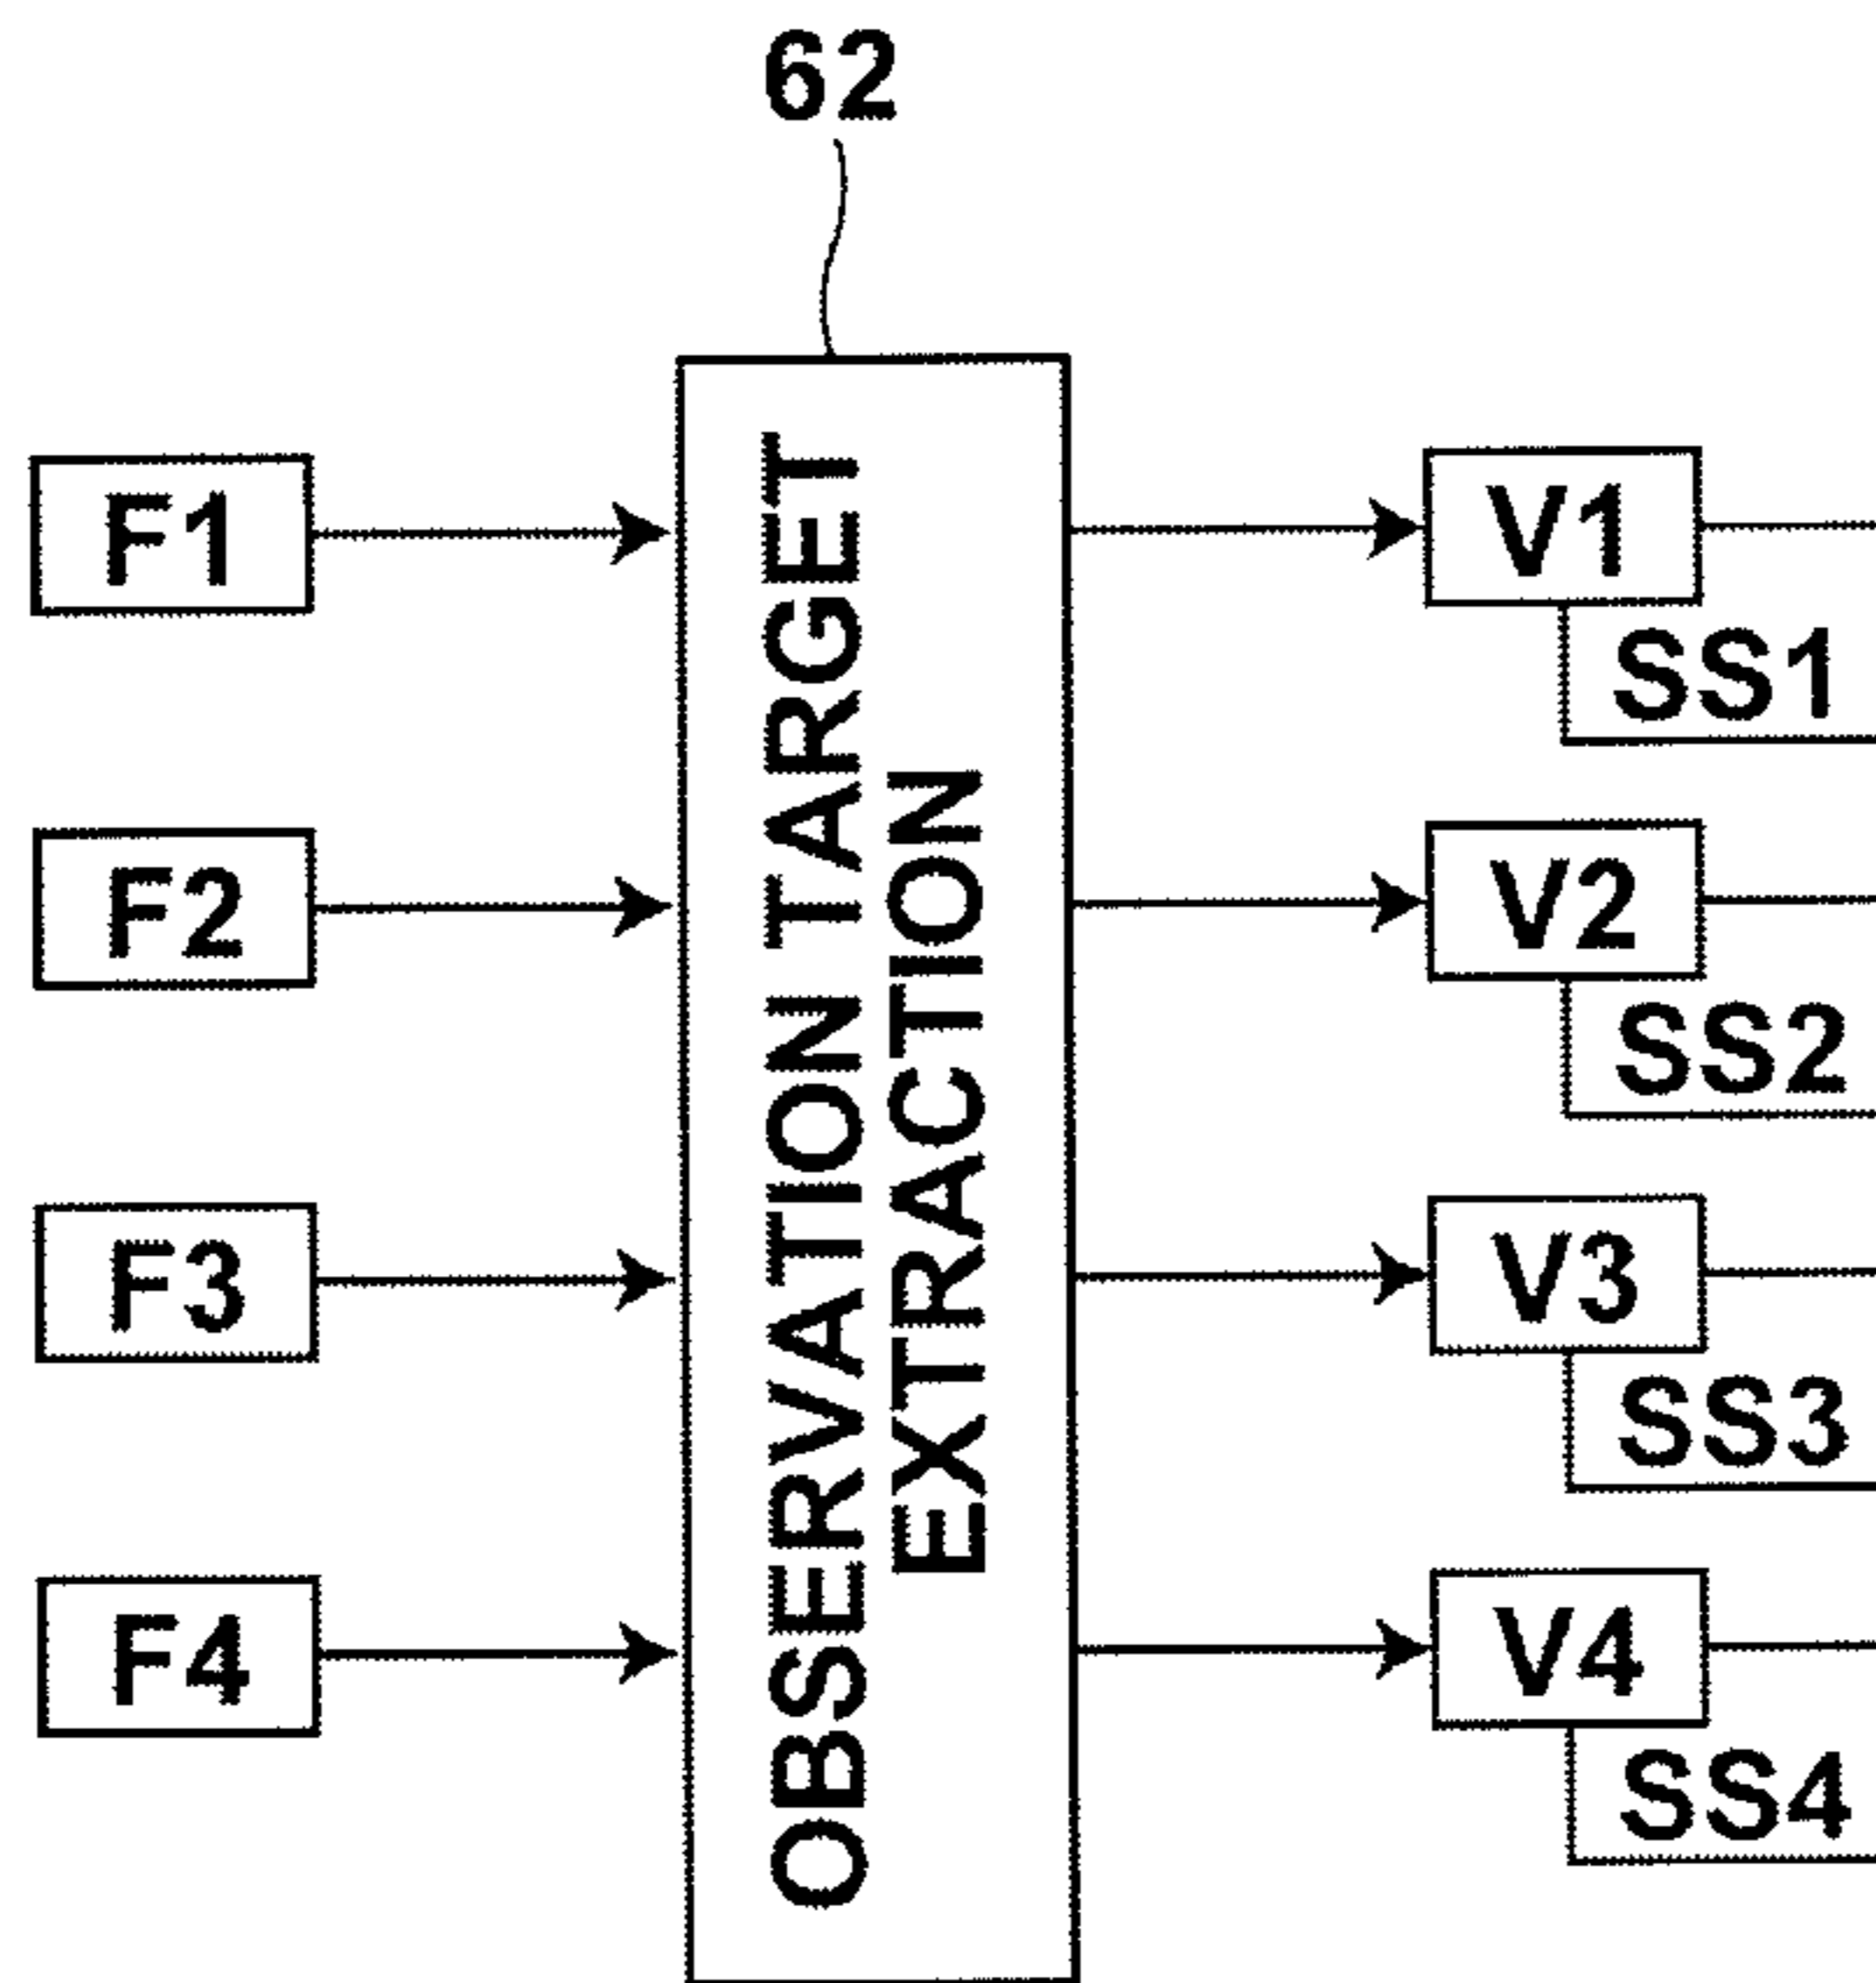 62
F1
F2
F3
F4
OBSERVATION TARGET
EXTRACTION
V1
SS1
V2
SS2
V3
SS3
V4
SS4